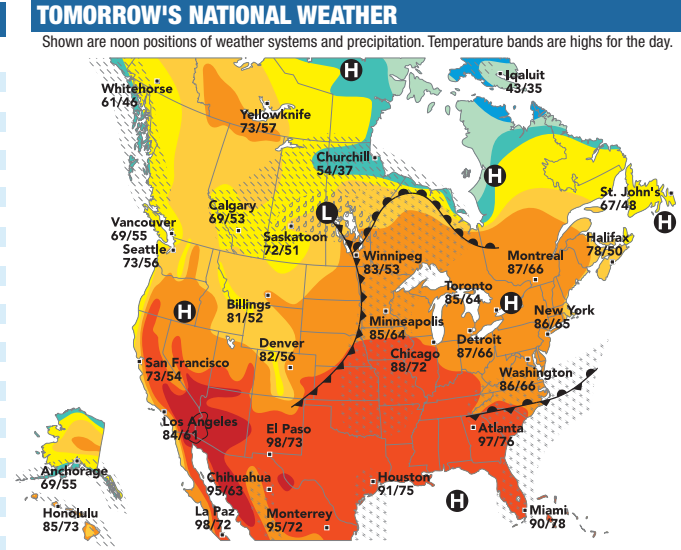 TOMORROW'S NATIONAL WEATHER
Shown are noon positions of weather systems and precipitation. Temperature bands are highs for the day.
H
Iqaluit
43/35
Whitehorse
61/46
Yellowknife
73/57
Churchill
54/37
H
St. John's
67/48
Calgary
69/53
L
H
Vancouver
69/55
Saskatoon
72/51
Halifax
78/50
Seattle
73/56
Winnipeg
83/53
Montreal
87/66
Toronto
85/64
Billings
81/52
H
H
New York
86/65
Minneapolis
85/64
Denver
82/56
Detroit
87/66
Chicago
88/72
San Francisco
73/54
Washington
86/66
Los Angeles
84/61
El Paso
98/73
Atlanta
97/76
Anchorage
69/55
Chihuahua
95/63
Houston
91/75
H
Honolulu
85/73
La Paz
98/72
Monterrey
95/72
Miami
90/78